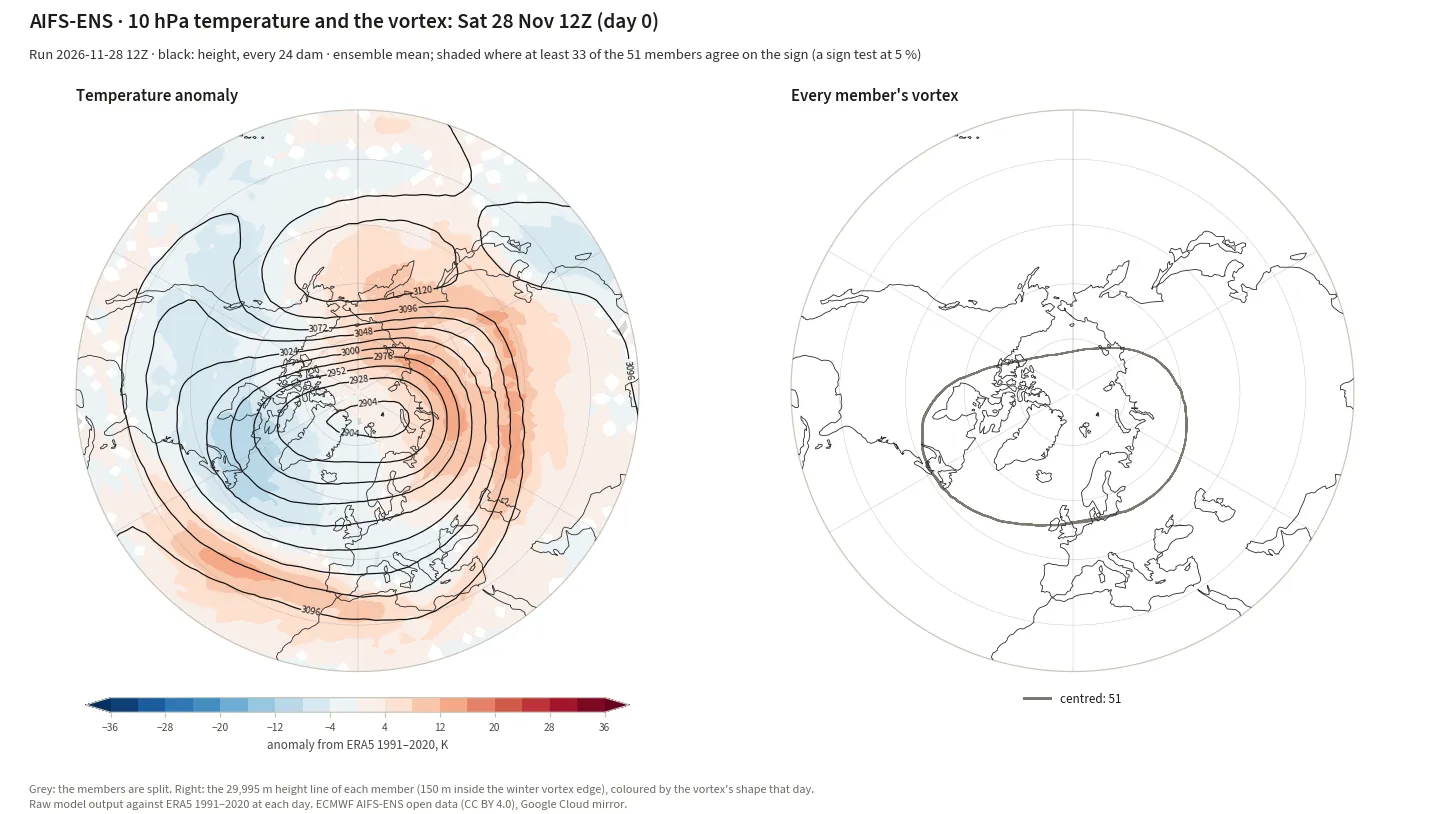 AIFS-ENS · 10 hPa temperature and the vortex: Sat 28 Nov 12Z (day 0)
Run 2026-11-28 12Z · black: height, every 24 dam · ensemble mean; shaded where at least 33 of the 51 members agree on the sign (a sign test at 5 %)
Temperature anomaly
Every member's vortex
3120
3096
3072
3048
3024
3000
2976
2952
2928
2904
2904
3096
3096
−36 −28 −20 −12 −4 4 12 20 28 36
anomaly from ERA5 1991–2020, K
centred: 51
Grey: the members are split. Right: the 29,995 m height line of each member (150 m inside the winter vortex edge), coloured by the vortex's shape that day.
Raw model output against ERA5 1991–2020 at each day. ECMWF AIFS-ENS open data (CC BY 4.0), Google Cloud mirror.